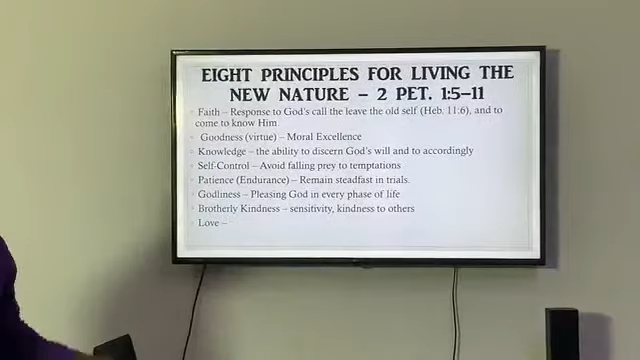 EIGHT PRINCIPLES FOR LIVING THE
NEW NATURE – 2 PET. 1:5–11
Faith – Response to God's call the leave the old self (Heb. 11:6), and to
come to know Him
Goodness (virtue) – Moral Excellence
Knowledge – the ability to discern God's will and to accordingly
Self-Control – Avoid falling prey to temptations
Patience (Endurance) – Remain steadfast in trials.
Godliness – Pleasing God in every phase of life
Brotherly Kindness – sensitivity, kindness to others
Love –